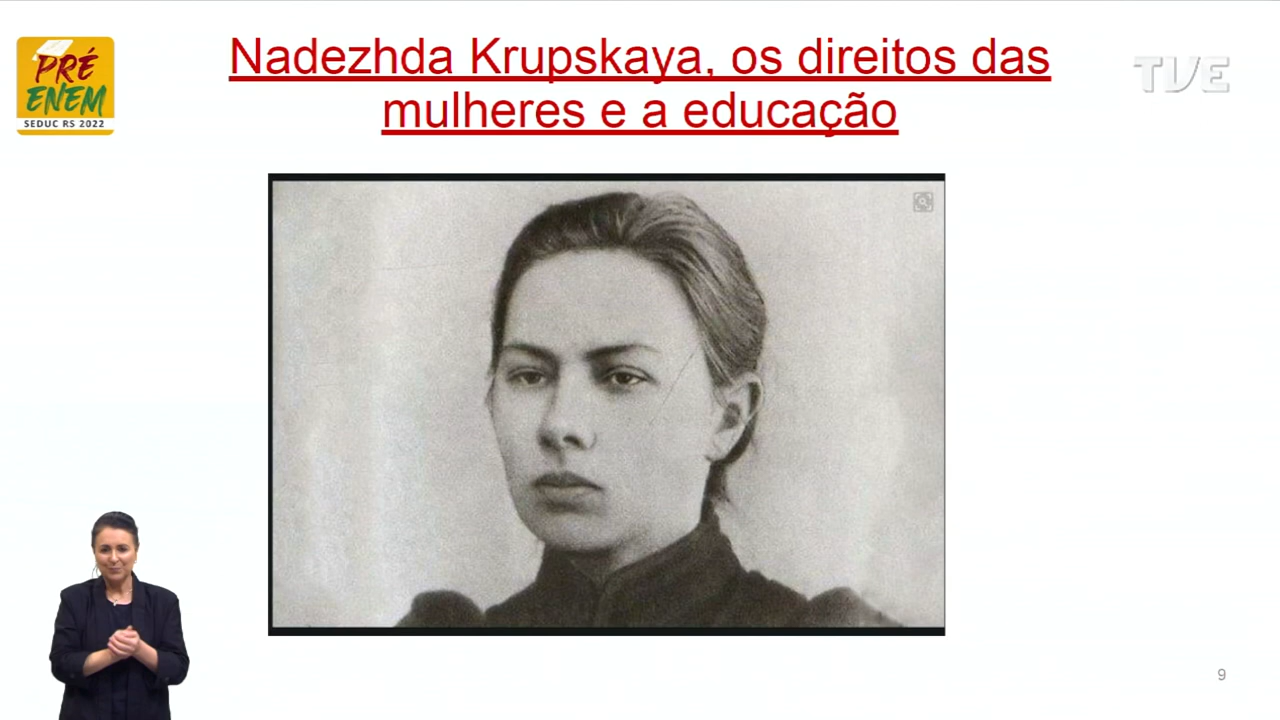 Nadezhda Krupskaya, os direitos das
mulheres e a educação
PRÉ
ENEM
SEDUC RS 2022
TVE
9